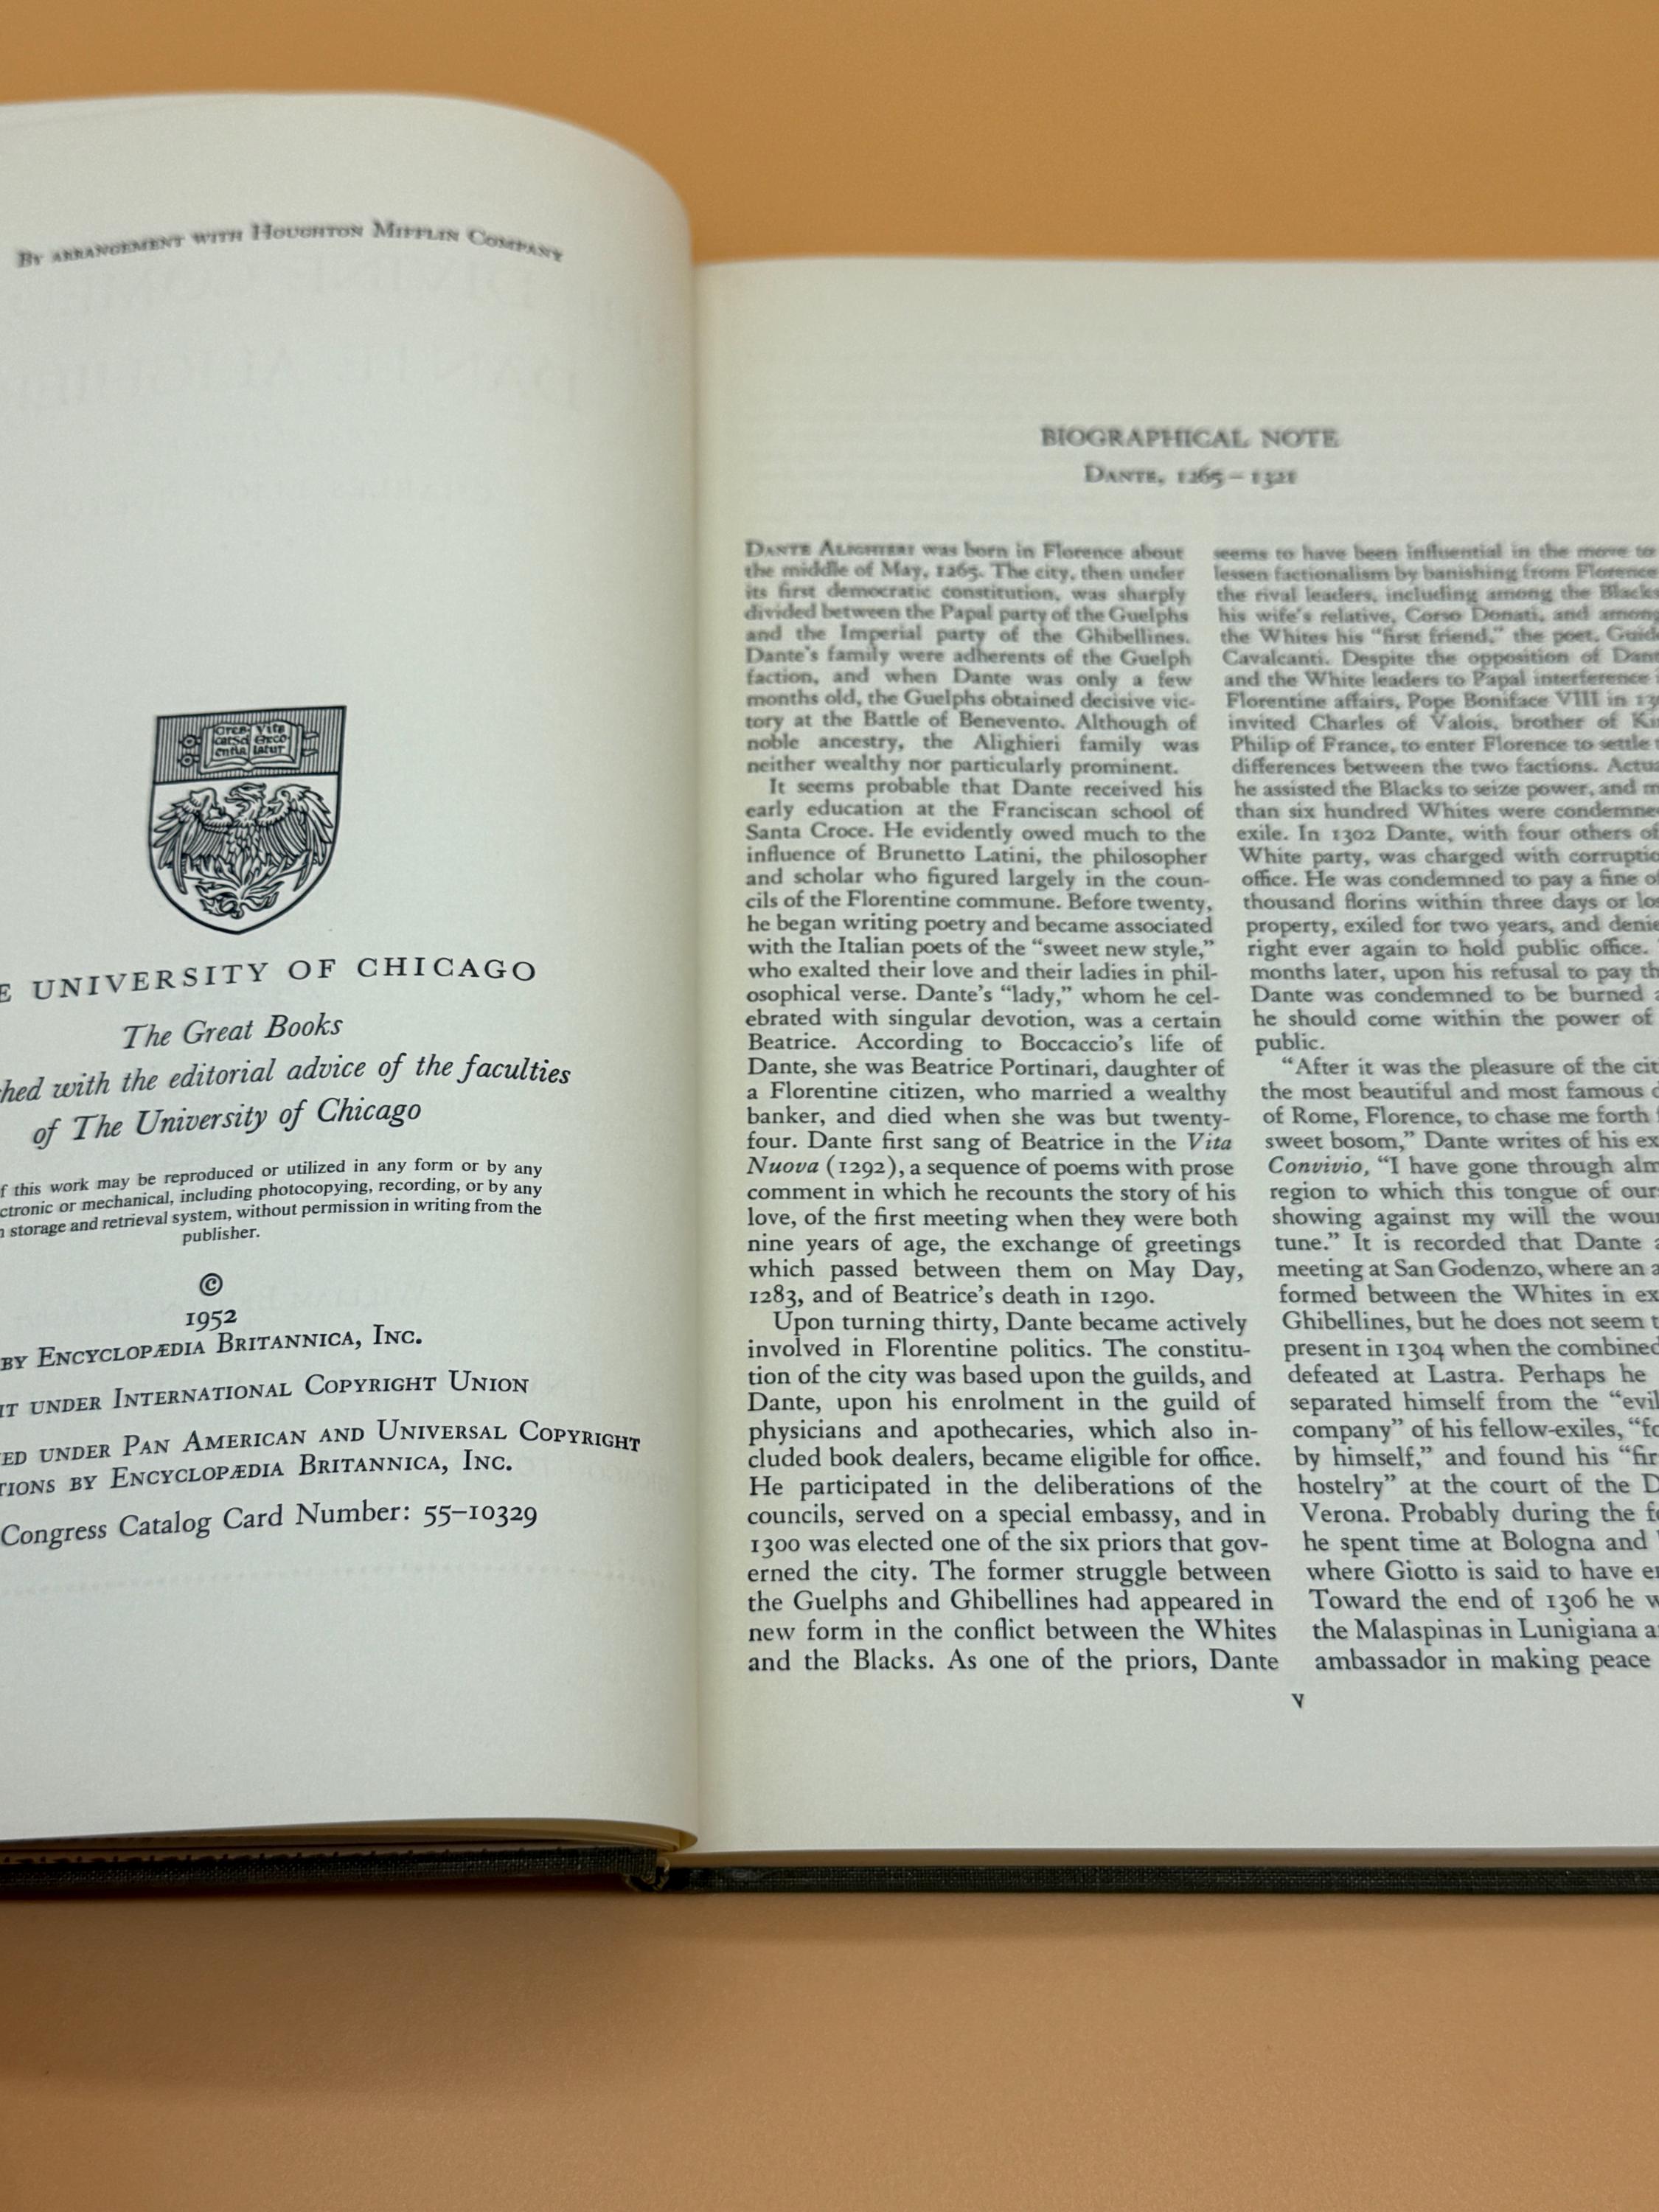 By arrangement with Houghton Mifflin Company
Cres Vita
cat Sci Exco
entia latur
UNIVERSITY OF CHICAGO
The Great Books
with the editorial advice of the faculties
of The University of Chicago
this work may be reproduced or utilized in any form or by any
or mechanical, including photocopying, recording, or by any
storage and retrieval system, without permission in writing from the
publisher.
©
1952
by Encyclopædia Britannica, Inc.
under International Copyright Union
under Pan American and Universal Copyright
by Encyclopædia Britannica, Inc.
Congress Catalog Card Number: 55–10329
BIOGRAPHICAL NOTE
Dante, 1265–1321
Dante Alighieri was born in Florence about
the middle of May, 1265. The city, then under
its first democratic constitution, was sharply
divided between the Papal party of the Guelphs
and the Imperial party of the Ghibellines.
Dante's family were adherents of the Guelph
faction, and when Dante was only a few
months old, the Guelphs obtained decisive vic-
tory at the Battle of Benevento. Although of
noble ancestry, the Alighieri family was
neither wealthy nor particularly prominent.
It seems probable that Dante received his
early education at the Franciscan school of
Santa Croce. He evidently owed much to the
influence of Brunetto Latini, the philosopher
and scholar who figured largely in the coun-
cils of the Florentine commune. Before twenty,
he began writing poetry and became associated
with the Italian poets of the “sweet new style,”
who exalted their love and their ladies in phil-
osophical verse. Dante's “lady,” whom he cel-
ebrated with singular devotion, was a certain
Beatrice. According to Boccaccio's life of
Dante, she was Beatrice Portinari, daughter of
a Florentine citizen, who married a wealthy
banker, and died when she was but twenty-
four. Dante first sang of Beatrice in the Vita
Nuova (1292), a sequence of poems with prose
comment in which he recounts the story of his
love, of the first meeting when they were both
nine years of age, the exchange of greetings
which passed between them on May Day,
1283, and of Beatrice's death in 1290.
Upon turning thirty, Dante became actively
involved in Florentine politics. The constitu-
tion of the city was based upon the guilds, and
Dante, upon his enrolment in the guild of
physicians and apothecaries, which also in-
cluded book dealers, became eligible for office.
He participated in the deliberations of the
councils, served on a special embassy, and in
1300 was elected one of the six priors that gov-
erned the city. The former struggle between
the Guelphs and Ghibellines had appeared in
new form in the conflict between the Whites
and the Blacks. As one of the priors, Dante
seems to have been influential in the move to
lessen factionalism by banishing from Florence
the rival leaders, including among the Blacks
his wife's relative, Corso Donati, and among
the Whites his “first friend,” the poet,
Cavalcanti. Despite the opposition of
and the White leaders to Papal interference
Florentine affairs, Pope Boniface VIII in
invited Charles of Valois, brother of
Philip of France, to enter Florence to settle
differences between the two factions.
he assisted the Blacks to seize power, and
than six hundred Whites were
exile. In 1302 Dante, with four others of
White party, was charged with
office. He was condemned to pay a fine of
thousand florins within three days or
property, exiled for two years, and
right ever again to hold public office.
months later, upon his refusal to pay
Dante was condemned to be burned
he should come within the power of
public.
“After it was the pleasure of the
the most beautiful and most famous
of Rome, Florence, to chase me forth
sweet bosom,” Dante writes of his
Convivio, “I have gone through
region to which this tongue of
showing against my will the
tune.” It is recorded that Dante
meeting at San Godenzo, where an
formed between the Whites in
Ghibellines, but he does not seem
present in 1304 when the combined
defeated at Lastra. Perhaps he
separated himself from the “evil
company” of his fellow-exiles,
by himself,” and found his
hostelry” at the court of the
Verona. Probably during the
he spent time at Bologna and
where Giotto is said to have
Toward the end of 1306 he
the Malaspinas in Lunigiana
ambassador in making peace
v